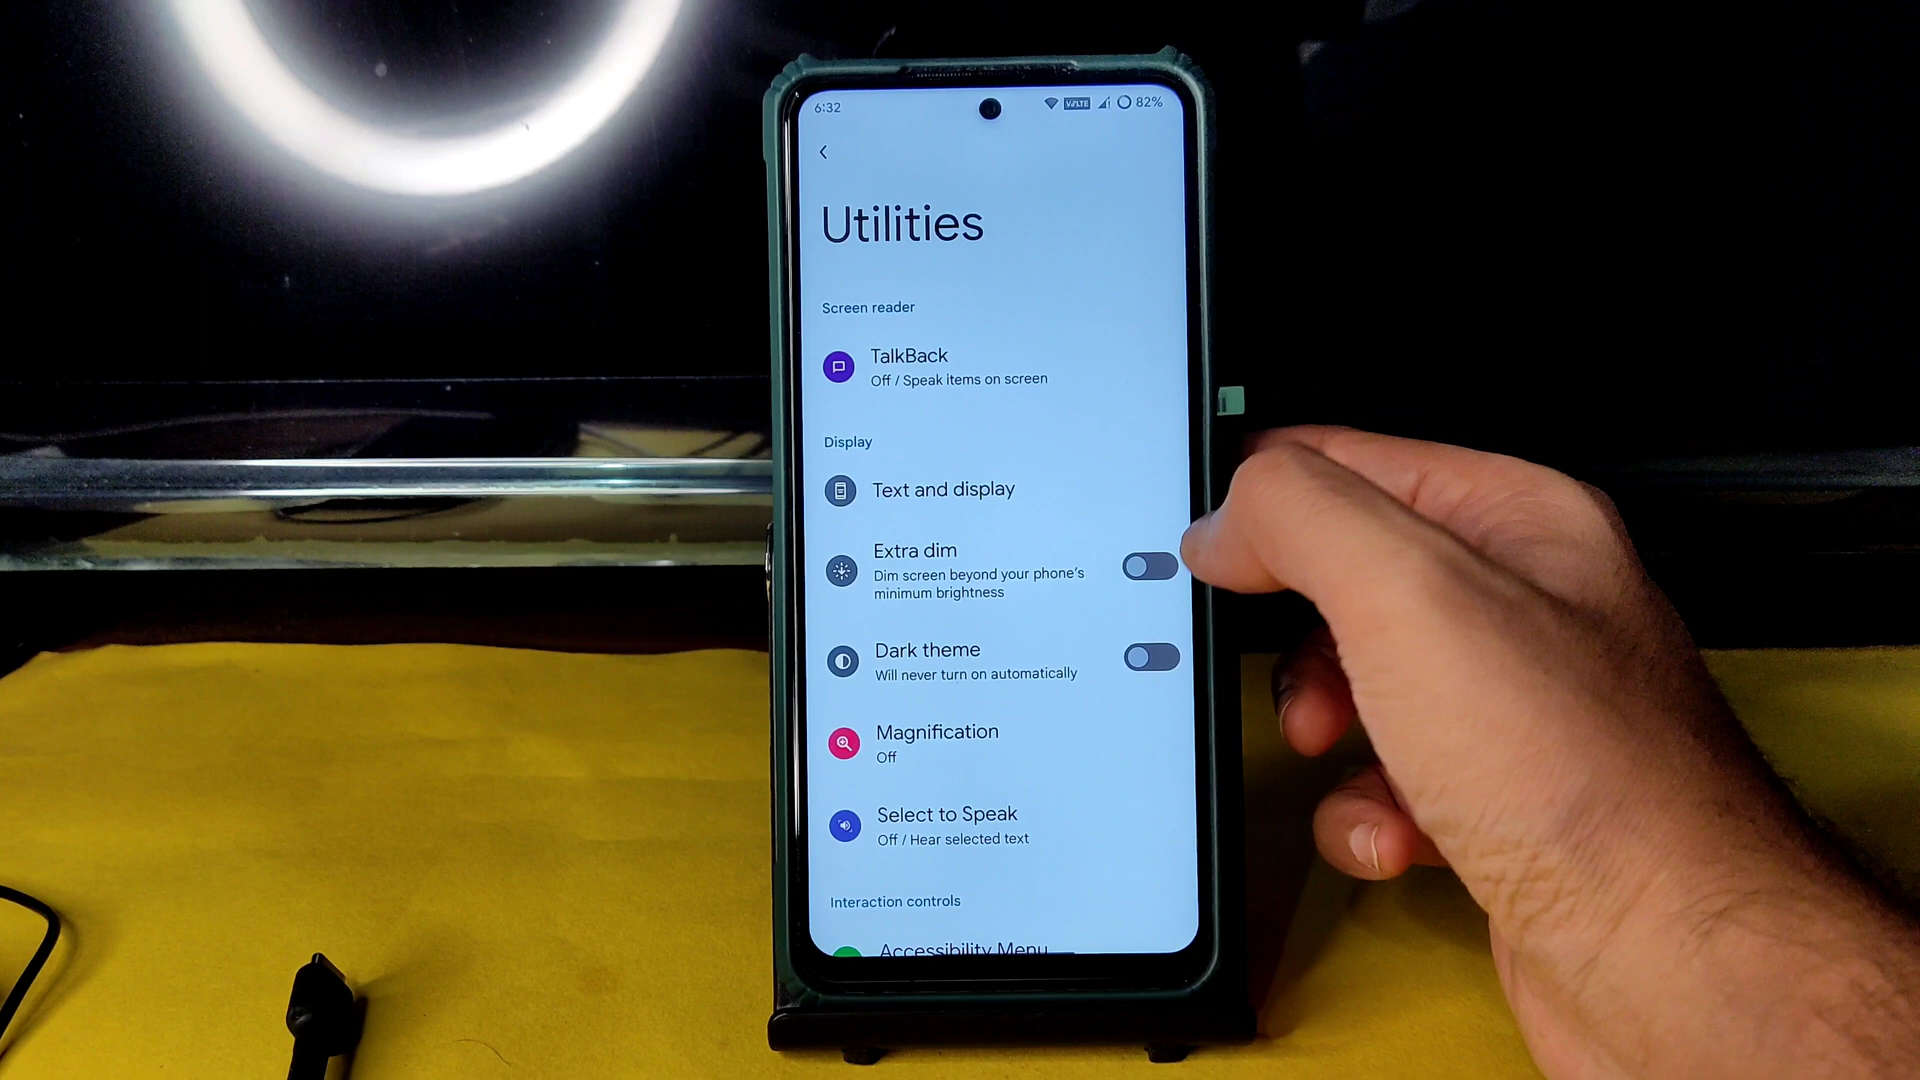 6:32
VoLTE
82%
Utilities
Screen reader
TalkBack
Off / Speak items on screen
Display
Text and display
Extra dim
Dim screen beyond your phone's
minimum brightness
Dark theme
Will never turn on automatically
Magnification
Off
Select to Speak
Off / Hear selected text
Interaction controls
Accessibility Menu